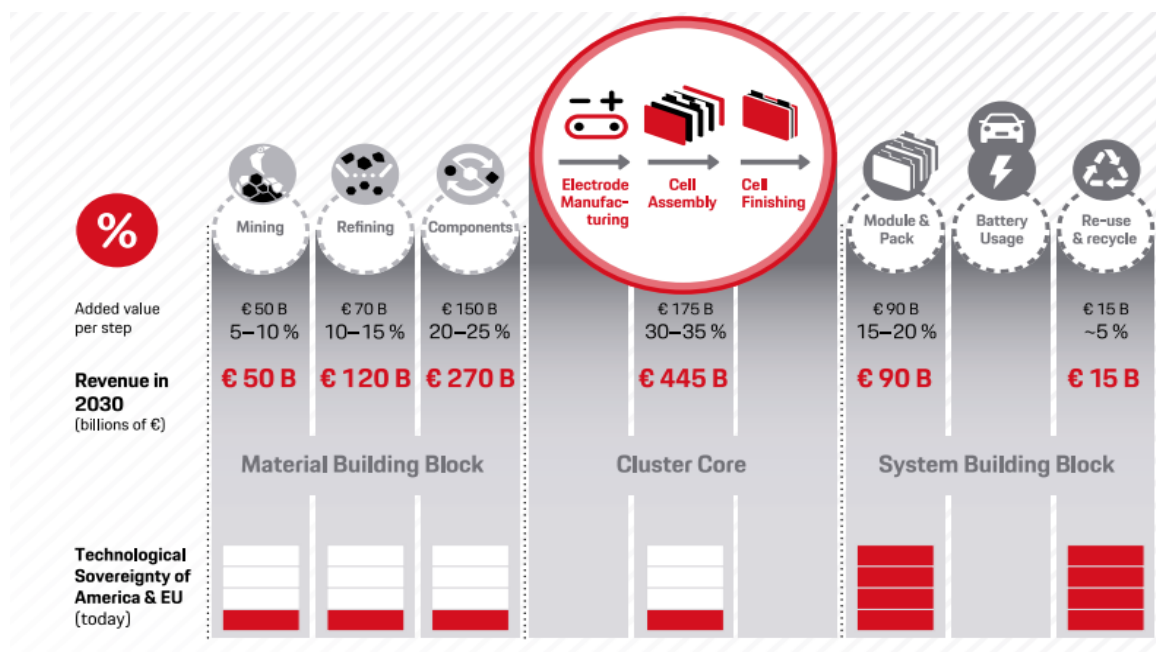 − +
Electrode
Manufac-
turing
Cell
Assembly
Cell
Finishing
%
Mining
Refining
Components
Module &
Pack
Battery
Usage
Re-use
& recycle
Added value
per step
€ 50 B
5–10 %
€ 70 B
10–15 %
€ 150 B
20–25 %
€ 175 B
30–35 %
€ 90 B
15–20 %
€ 15 B
~5 %
Revenue in
2030
(billions of €)
€ 50 B
€ 120 B
€ 270 B
€ 445 B
€ 90 B
€ 15 B
Material Building Block
Cluster Core
System Building Block
Technological
Sovereignty of
America & EU
(today)